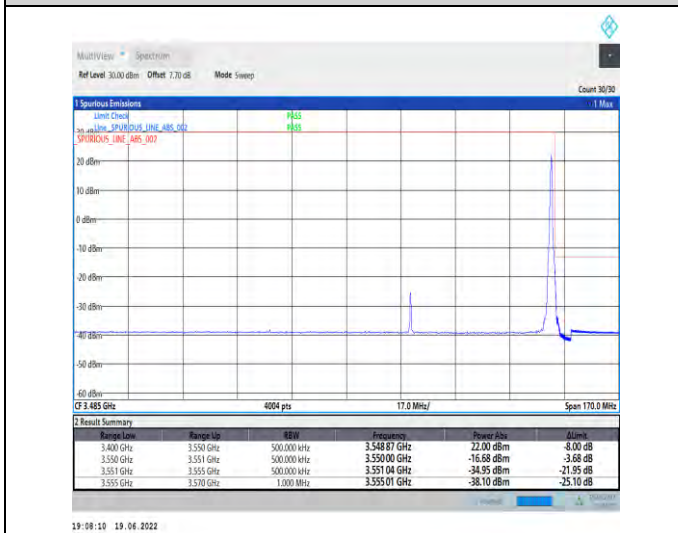 MultiView Spectrum
Ref Level 30.00 dBm Offset 7.70 dB Mode Sweep
Count 30/30
1 Spurious Emissions 1 Max
Limit Check PASS
Line _SPURIOUS_LINE_ABS_002 PASS
_SPURIOUS_LINE_ABS_002
20 dBm
10 dBm
0 dBm
-10 dBm
-20 dBm
-30 dBm
-40 dBm
-50 dBm
-60 dBm
CF 3.485 GHz 4004 pts 17.0 MHz/ Span 170.0 MHz
2 Result Summary
Range Low Range Up RBW Frequency Power Abs ΔLimit
3.400 GHz 3.550 GHz 500.000 kHz 3.548 87 GHz 22.00 dBm -8.00 dB
3.550 GHz 3.551 GHz 500.000 kHz 3.550 00 GHz -16.68 dBm -3.68 dB
3.551 GHz 3.555 GHz 500.000 kHz 3.551 04 GHz -34.95 dBm -21.95 dB
3.555 GHz 3.570 GHz 1.000 MHz 3.555 01 GHz -38.10 dBm -25.10 dB
19:08:10 19.06.2022